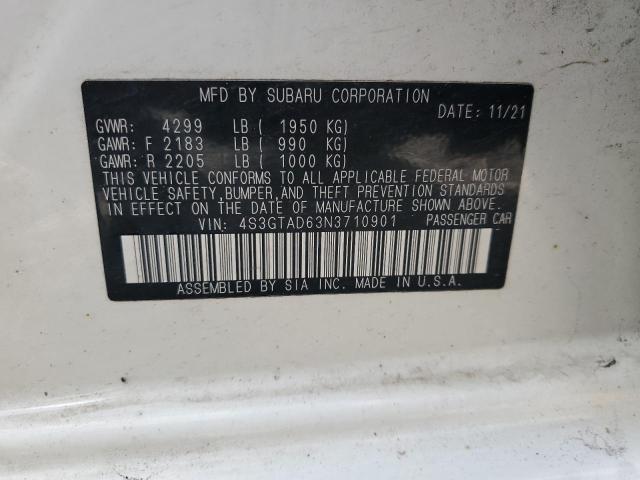 MFD BY SUBARU CORPORATION
DATE: 11/21
GVWR: 4299 LB ( 1950 KG)
GAWR: F 2183 LB ( 990 KG)
GAWR: R 2205 LB ( 1000 KG)
THIS VEHICLE CONFORMS TO ALL APPLICABLE FEDERAL MOTOR
VEHICLE SAFETY,BUMPER,AND THEFT PREVENTION STANDARDS
IN EFFECT ON THE DATE OF MANUFACTURE SHOWN ABOVE.
VIN: 4S3GTAD63N3710901 PASSENGER CAR
ASSEMBLED BY SIA INC. MADE IN U.S.A.